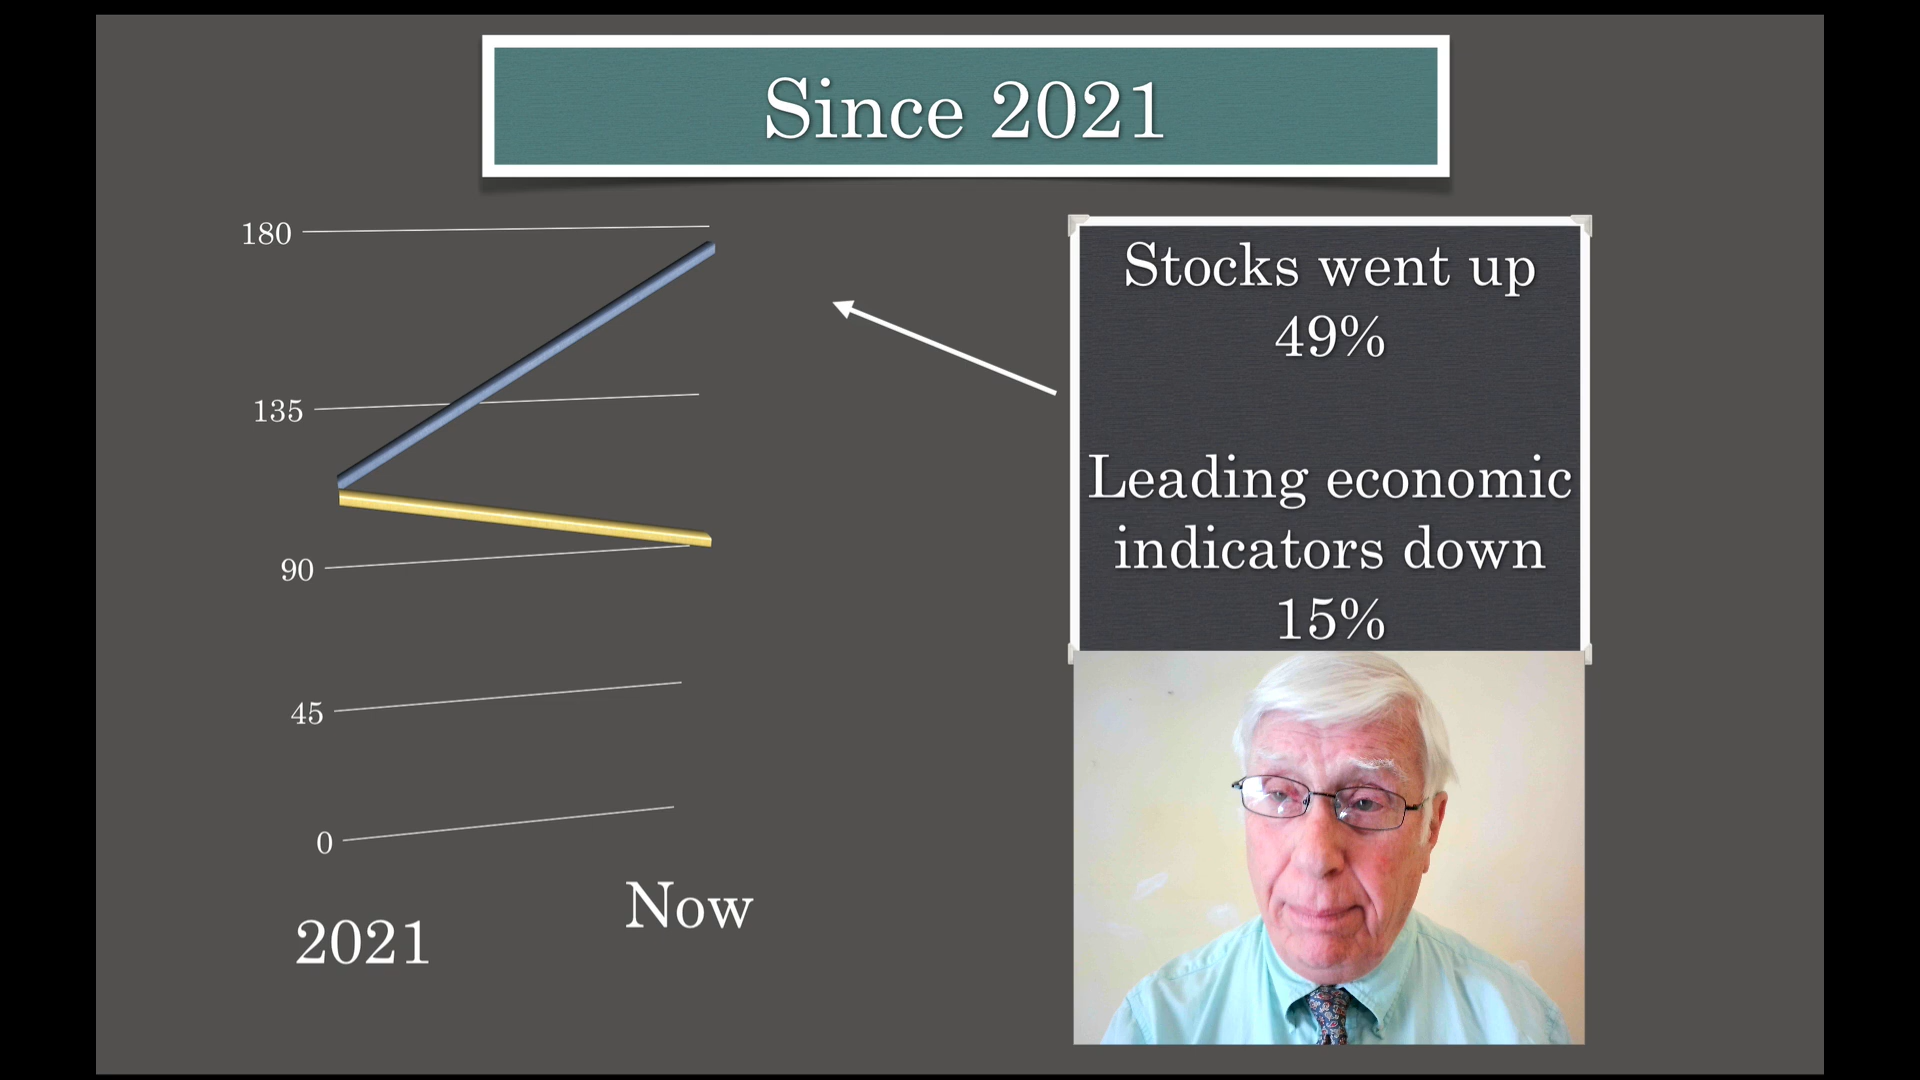 Since 2021
180
135
90
45
0
2021
Now
Stocks went up
49%
Leading economic
indicators down
15%